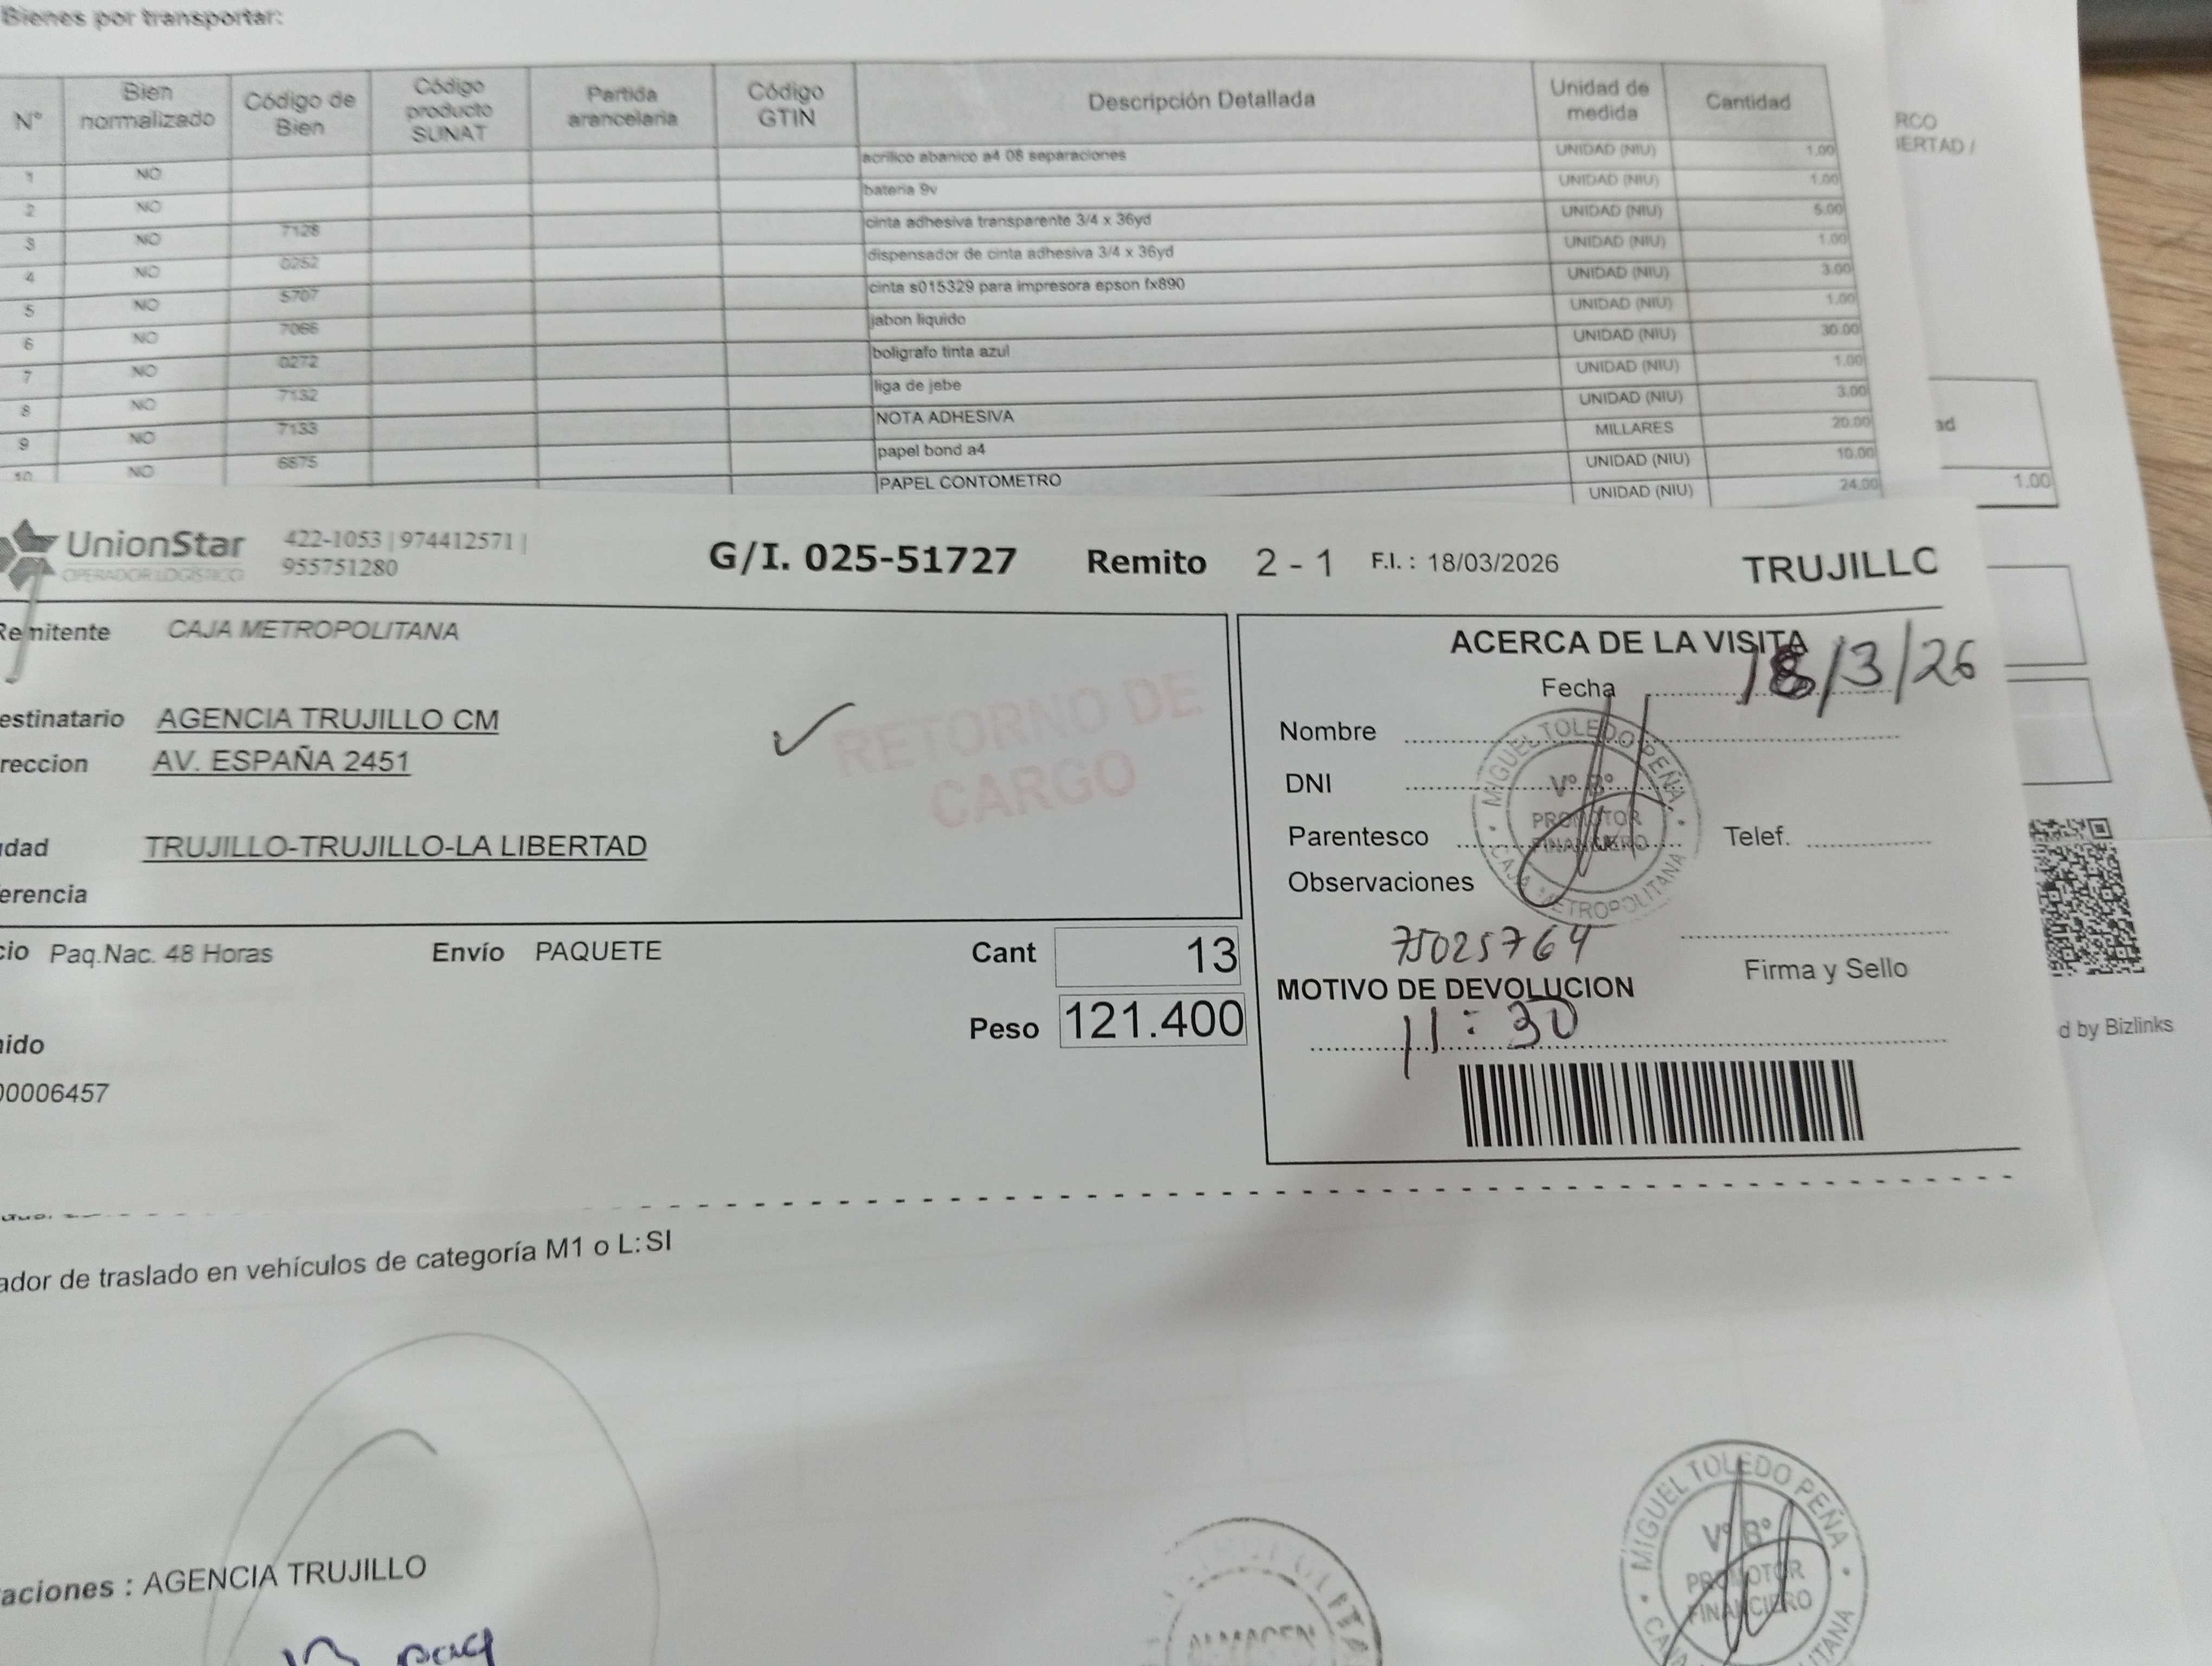 Bienes por transportar:
N° Bien normalizado Código de Bien Código producto SUNAT Partida arancelaria Código GTIN Descripción Detallada Unidad de medida Cantidad
1 NO acrilico abanico a4 08 separaciones UNIDAD (NIU) 1.00
2 NO bateria 9v UNIDAD (NIU) 1.00
3 NO 7128 cinta adhesiva transparente 3/4 x 36yd UNIDAD (NIU) 5.00
4 NO 0252 dispensador de cinta adhesiva 3/4 x 36yd UNIDAD (NIU) 1.00
5 NO 5707 cinta s015329 para impresora epson fx890 UNIDAD (NIU) 3.00
6 NO 7066 jabon liquido UNIDAD (NIU) 1.00
7 NO 0272 boligrafo tinta azul UNIDAD (NIU) 30.00
8 NO 7132 liga de jebe UNIDAD (NIU) 1.00
9 NO 7133 NOTA ADHESIVA UNIDAD (NIU) 3.00
10 NO 6875 papel bond a4 MILLARES 20.00
PAPEL CONTOMETRO UNIDAD (NIU) 10.00
UNIDAD (NIU) 24.00
RCO
IERTAD /
ad
1.00
UnionStar
OPERADOR LOGÍSTICO
422-1053 | 974412571 |
955751280
G/I. 025-51727 Remito 2 - 1 F.I. : 18/03/2026 TRUJILLO
Remitente CAJA METROPOLITANA
estinatario AGENCIA TRUJILLO CM
reccion AV. ESPAÑA 2451
RETORNO DE
CARGO
dad TRUJILLO-TRUJILLO-LA LIBERTAD
erencia
cio Paq.Nac. 48 Horas Envío PAQUETE Cant 13
Peso 121.400
ido
00006457
ACERCA DE LA VISITA
Fecha 18/3/26
Nombre
DNI
Parentesco Telef.
Observaciones
MIGUEL TOLEDO PEÑA
V° B°
PROMOTOR
FINANCIERO
CAJA METROPOLITANA
75025764
Firma y Sello
MOTIVO DE DEVOLUCION
11:30
d by Bizlinks
ador de traslado en vehículos de categoría M1 o L: SI
aciones : AGENCIA TRUJILLO
ALMACEN
MIGUEL TOLEDO PEÑA
V° B°
PROMOTOR
FINANCIERO